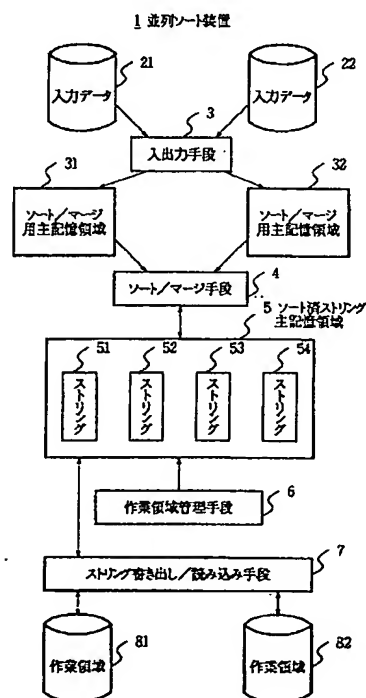 1 並列ソート装置
21
22
入力データ
入力データ
3
入出力手段
31
32
ソート／マージ
用主記憶領域
ソート／マージ
用主記憶領域
4
ソート／マージ手段
5 ソート済ストリング
主記憶領域
51
52
53
54
ストリング
ストリング
ストリング
ストリング
6
作業領域管理手段
7
ストリング書き出し／読み込み手段
81
82
作業領域
作業領域